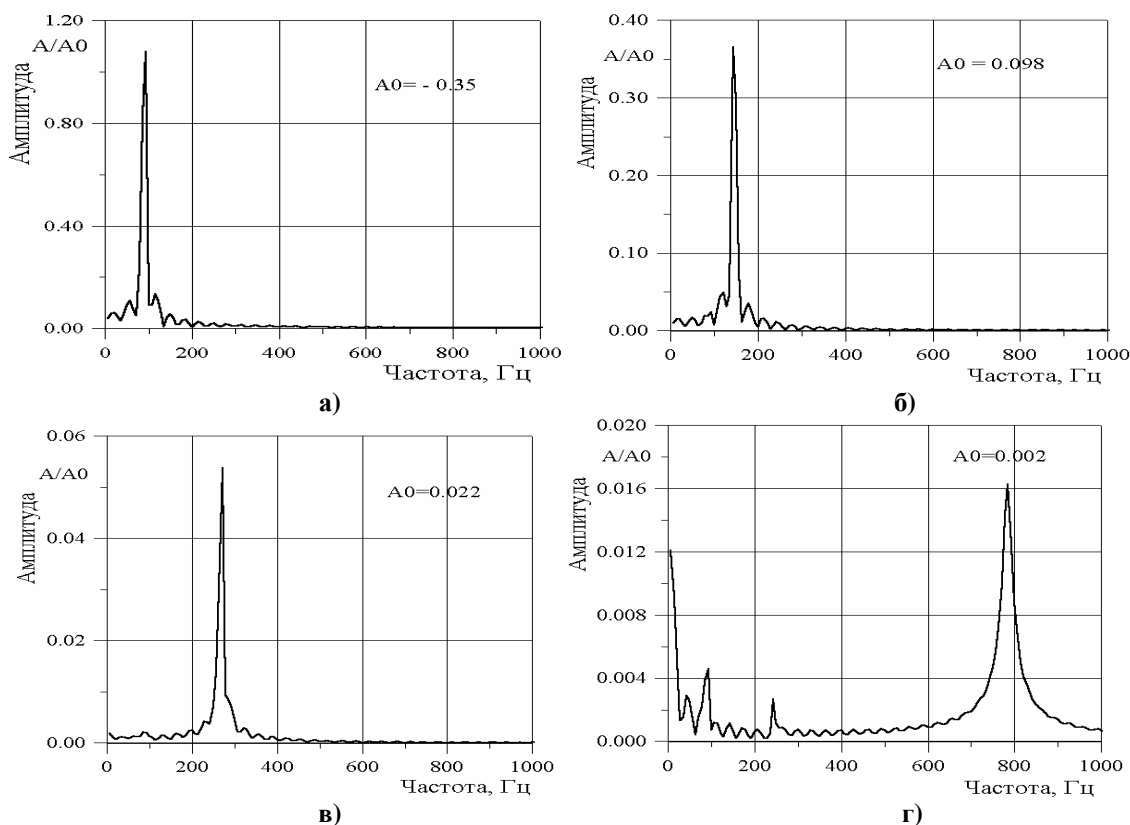 1.20
A/A0
Амплитуда
A0= - 0.35
0.80
0.40
0.00
0 200 400 600 800 1000
Частота, Гц
а)
0.40
A/A0
Амплитуда
A0 = 0.098
0.30
0.20
0.10
0.00
0 200 400 600 800 1000
Частота, Гц
б)
0.06
A/A0
Амплитуда
A0=0.022
0.04
0.02
0.00
0 200 400 600 800 1000
Частота, Гц
в)
0.020
A/A0
Амплитуда
A0=0.002
0.016
0.012
0.008
0.004
0.000
0 200 400 600 800 1000
Частота, Гц
г)